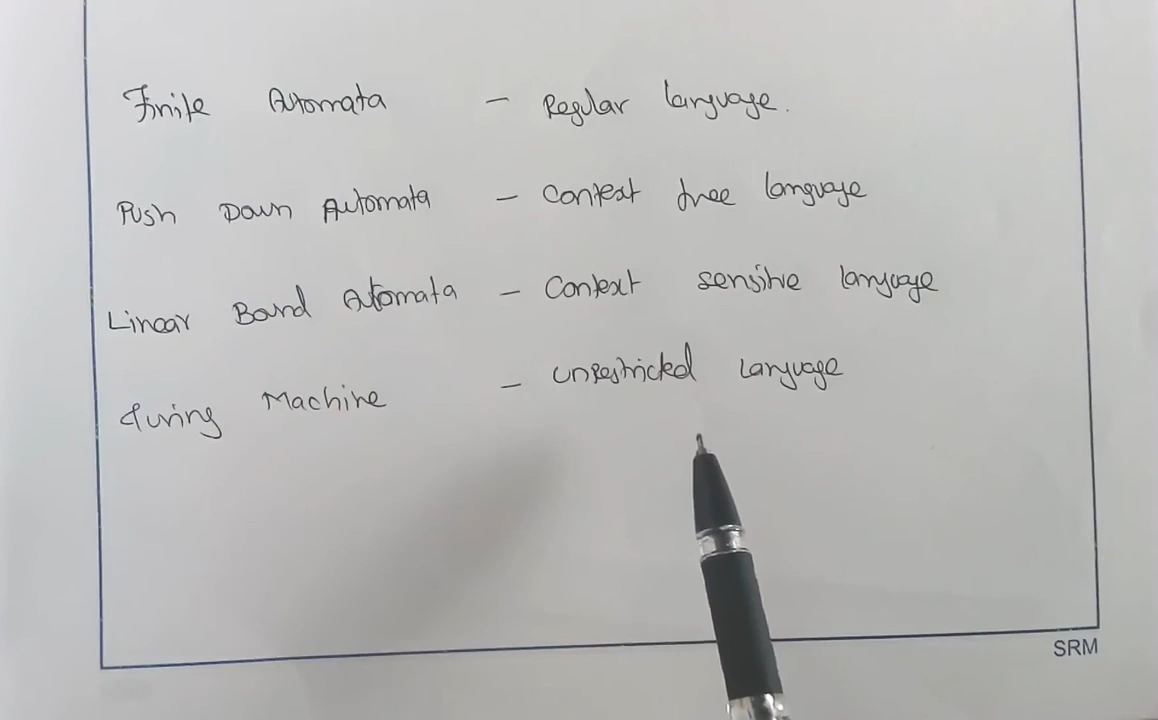 Finite Automata - Regular language.
Push Down Automata - Context free language
Linear Bound Automata - Context sensitive language
Turing Machine - unrestricted Language
SRM